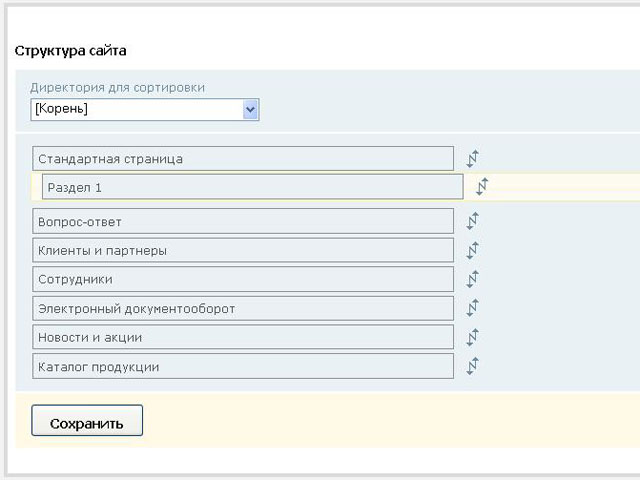 Структура сайта
Директория для сортировки
[Корень]
Стандартная страница
Раздел 1
Вопрос-ответ
Клиенты и партнеры
Сотрудники
Электронный документооборот
Новости и акции
Каталог продукции
Сохранить